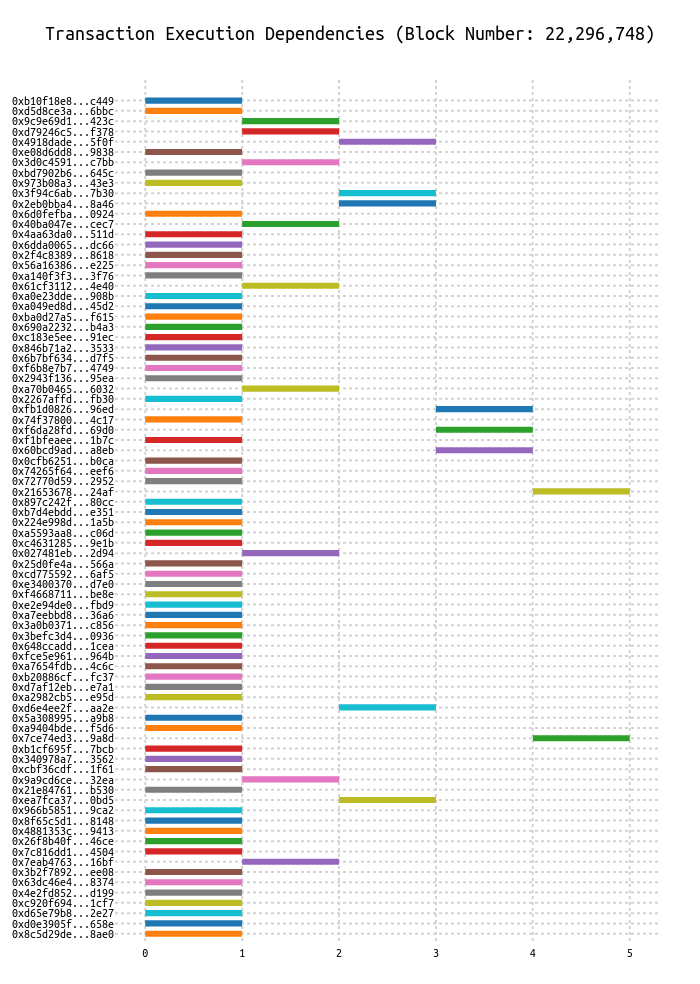 Transaction Execution Dependencies (Block Number: 22,296,748)
0xb10f18e8...c449
0xd5d8ce3a...6bbc
0x9c9e69d1...423c
0xd79246c5...f378
0x4918dade...5f0f
0xe08d6dd8...9838
0x3d0c4591...c7bb
0xbd7902b6...645c
0x973b08a3...43e3
0x3f94c6ab...7b30
0x2eb0bba4...8a46
0x6d0fefba...0924
0x40ba047e...cec7
0x4aa63da0...511d
0x6dda0065...dc66
0x2f4c8389...8618
0x56a16386...e225
0xa140f3f3...3f76
0x61cf3112...4e40
0xa0e23dde...908b
0xa049ed8d...45d2
0xba0d27a5...f615
0x690a2232...b4a3
0xc183e5ee...91ec
0x846b71a2...3533
0x6b7bf634...d7f5
0xf6b8e7b7...4749
0x2943f136...95ea
0xa70b0465...6032
0x2267affd...fb30
0xfb1d0826...96ed
0x74f37800...4c17
0xf6da28fd...69d0
0xf1bfeaee...1b7c
0x60bcd9ad...a8eb
0x0cfb6251...b0ca
0x74265f64...eef6
0x72770d59...2952
0x21653678...24af
0x897c242f...80cc
0xb7d4ebdd...e351
0x224e998d...1a5b
0xa5593aa8...c06d
0xc4631285...9e1b
0x027481eb...2d94
0x25d0fe4a...566a
0xcd775592...6af5
0xe3400370...d7e0
0xf4668711...be8e
0xe2e94de0...fbd9
0xa7eebbd8...36a6
0x3a0b0371...c856
0x3befc3d4...0936
0x648ccadd...1cea
0xfce5e961...964b
0xa7654fdb...4c6c
0xb20886cf...fc37
0xd7af12eb...e7a1
0xa2982cb5...e95d
0xd6e4ee2f...aa2e
0x5a308995...a9b8
0xa9404bde...f5d6
0x7ce74ed3...9a8d
0xb1cf695f...7bcb
0x340978a7...3562
0xcbf36cdf...1f61
0x9a9cd6ce...32ea
0x21e84761...b530
0xea7fca37...0bd5
0x966b5851...9ca2
0x8f65c5d1...8148
0x4881353c...9413
0x26f8b40f...46ce
0x7c816dd1...4504
0x7eab4763...16bf
0x3b2f7892...ee08
0x63dc46e4...8374
0x4e2fd852...d199
0xc920f694...1cf7
0xd65e79b8...2e27
0xd0e3905f...658e
0x8c5d29de...8ae0
0 1 2 3 4 5